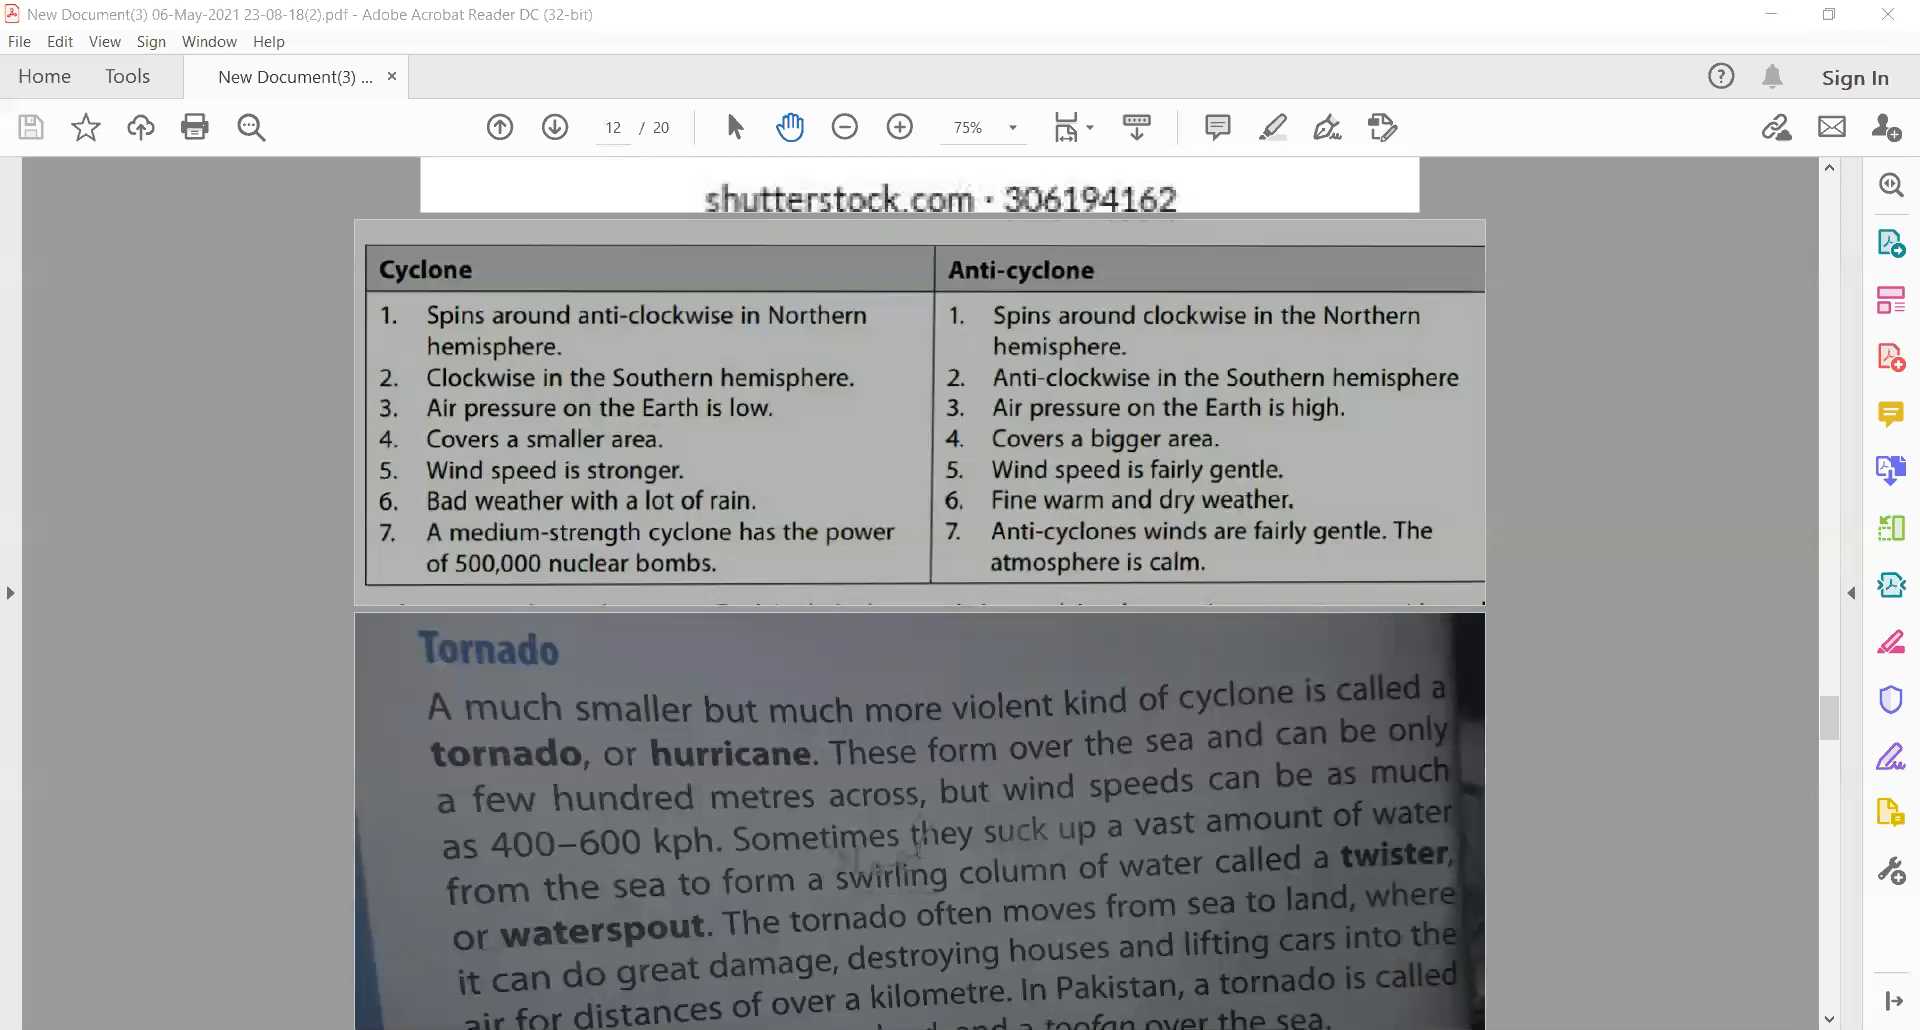 New Document(3) 06-May-2021 23-08-18(2).pdf - Adobe Acrobat Reader DC (32-bit)
File Edit View Sign Window Help
Home Tools New Document(3) ... × Sign In
12 / 20 75%
shutterstock.com · 306194162
Cyclone
1. Spins around anti-clockwise in Northern
hemisphere.
2. Clockwise in the Southern hemisphere.
3. Air pressure on the Earth is low.
4. Covers a smaller area.
5. Wind speed is stronger.
6. Bad weather with a lot of rain.
7. A medium-strength cyclone has the power
of 500,000 nuclear bombs.
Anti-cyclone
1. Spins around clockwise in the Northern
hemisphere.
2. Anti-clockwise in the Southern hemisphere
3. Air pressure on the Earth is high.
4. Covers a bigger area.
5. Wind speed is fairly gentle.
6. Fine warm and dry weather.
7. Anti-cyclones winds are fairly gentle. The
atmosphere is calm.
Tornado
A much smaller but much more violent kind of cyclone is called a
tornado, or hurricane. These form over the sea and can be only
a few hundred metres across, but wind speeds can be as much
as 400–600 kph. Sometimes they suck up a vast amount of water
from the sea to form a swirling column of water called a twister,
or waterspout. The tornado often moves from sea to land, where
it can do great damage, destroying houses and lifting cars into the
air for distances of over a kilometre. In Pakistan, a tornado is called
and a toofan over the sea.